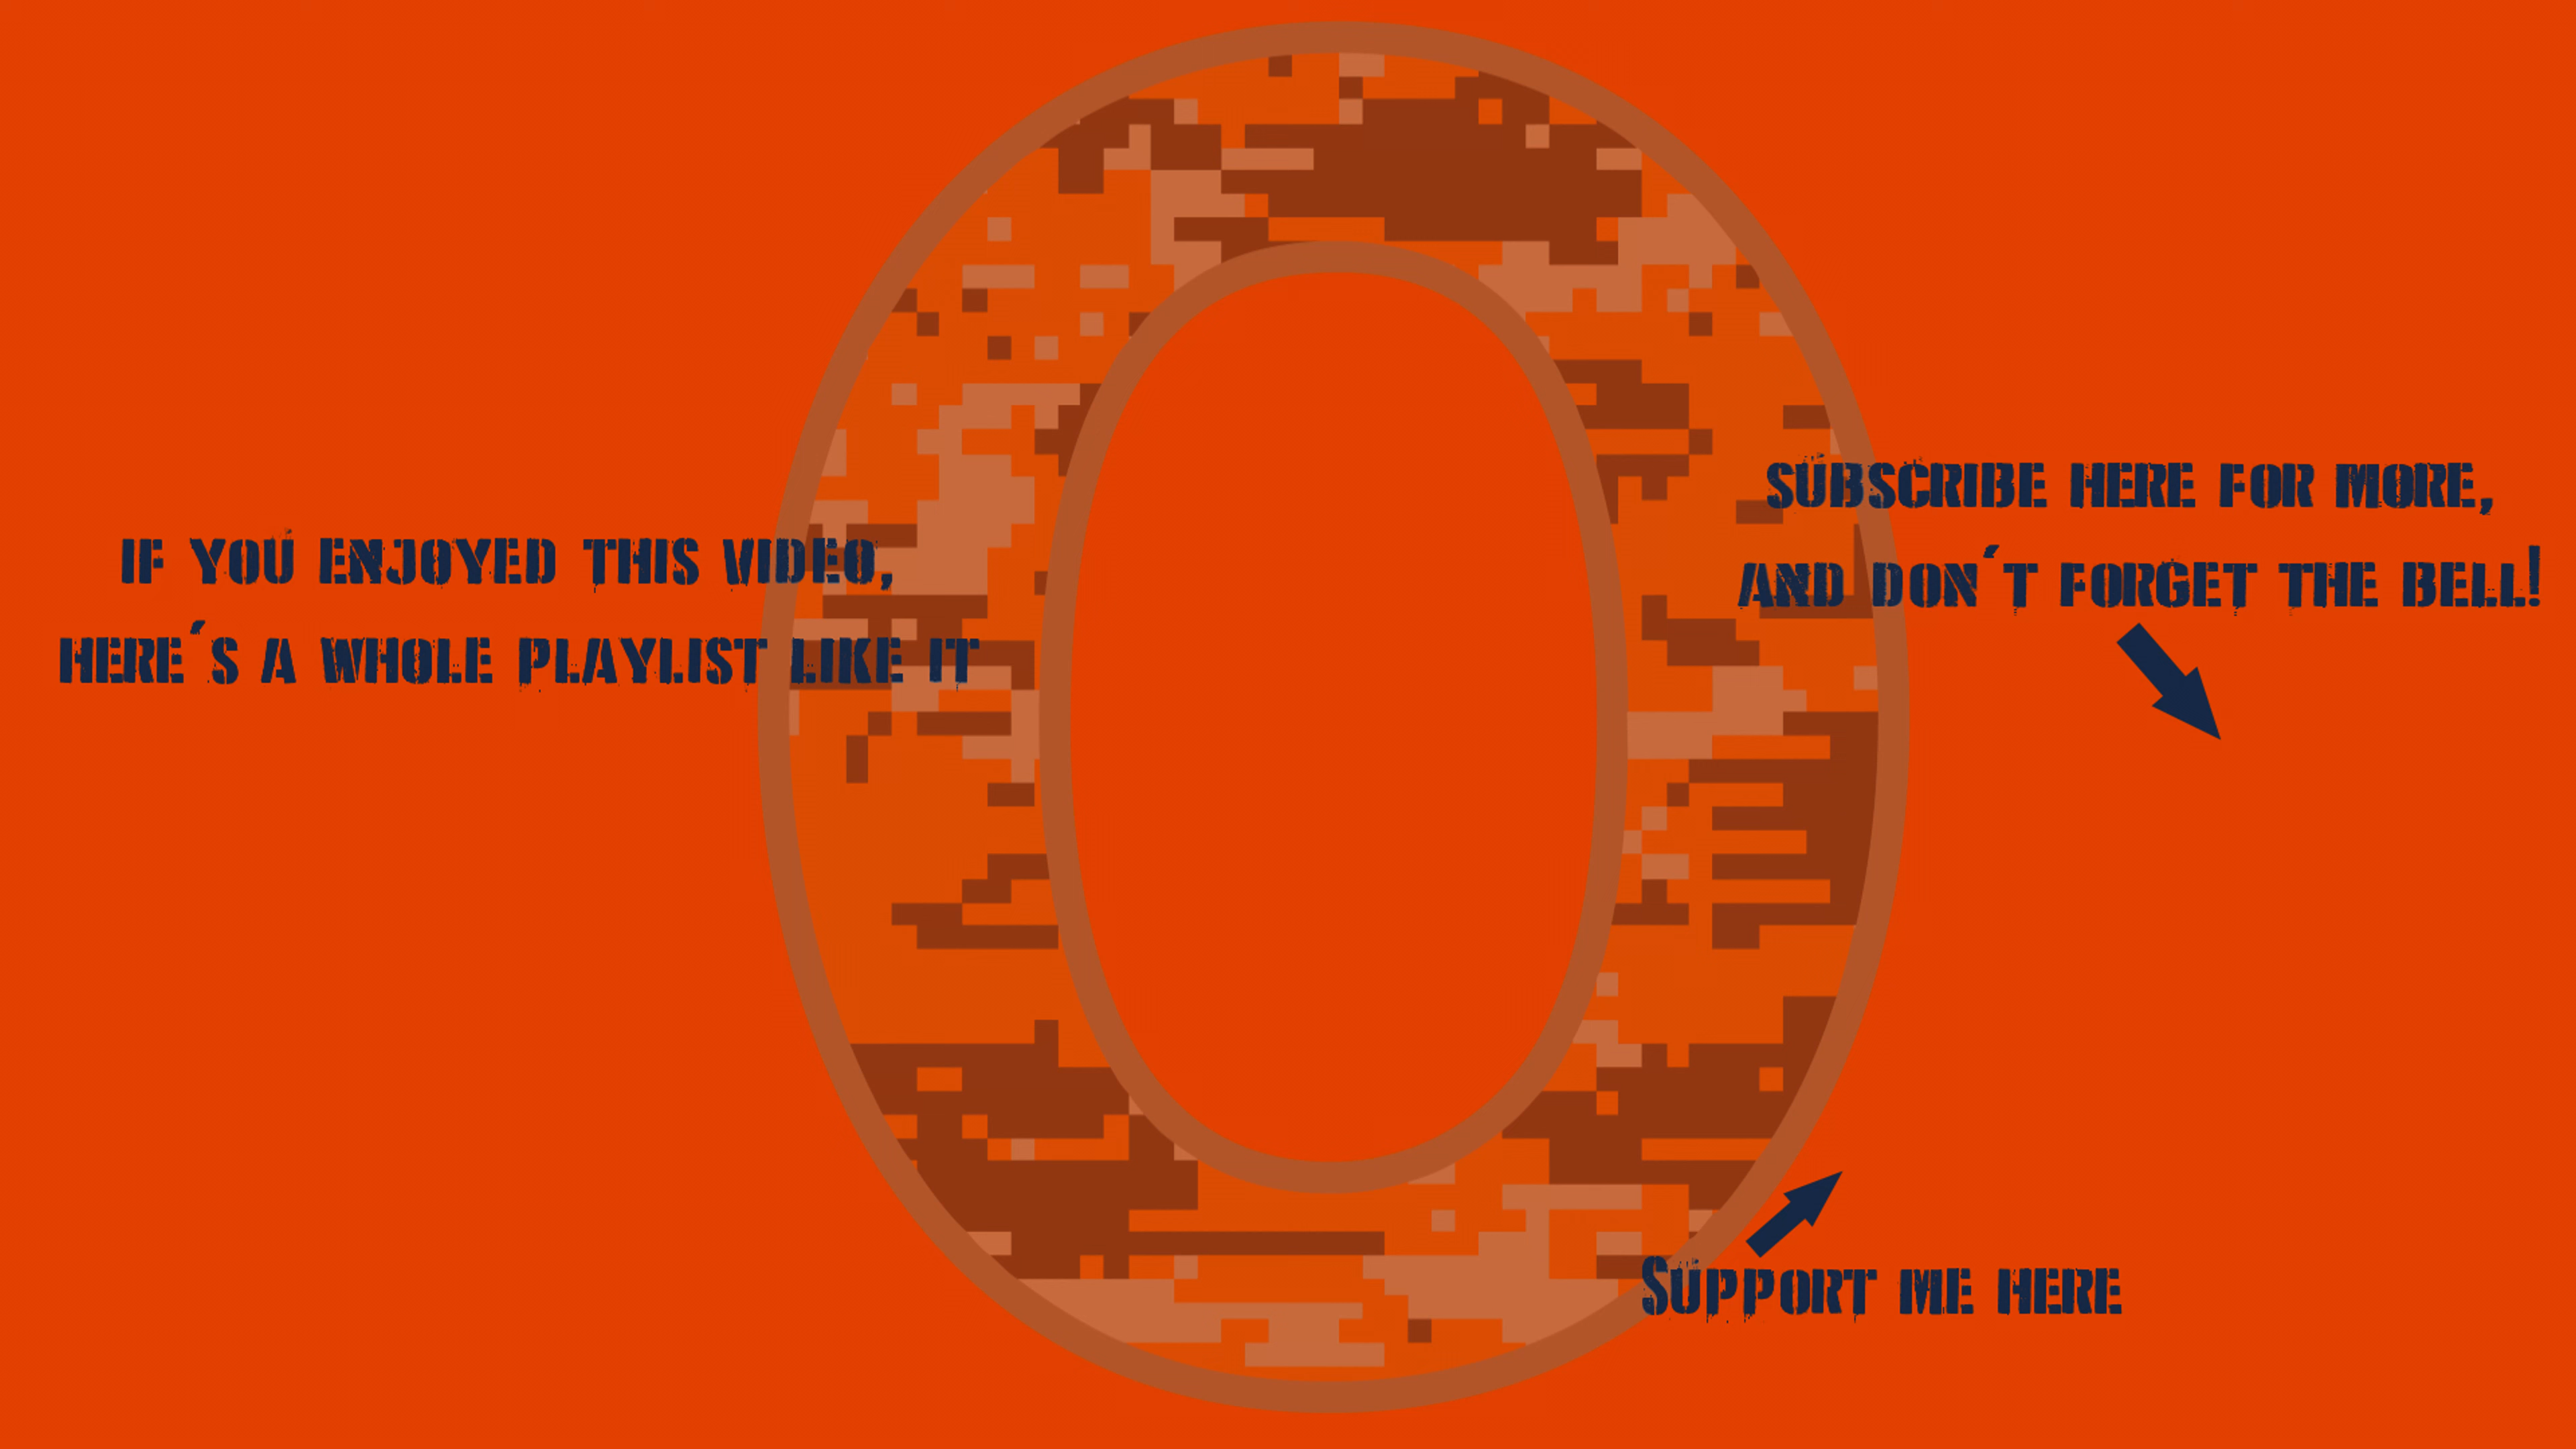 IF YOU ENJOYED THIS VIDEO,
HERE´S A WHOLE PLAYLIST LIKE IT
SUBSCRIBE HERE FOR MORE,
AND DON´T FORGET THE BELL!
SUPPORT ME HERE
O